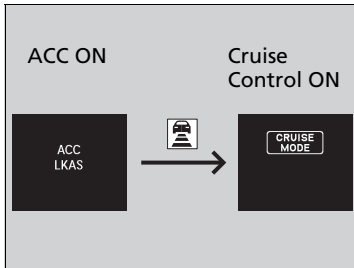 ACC ON
Cruise
Control ON
ACC
LKAS
CRUISE
MODE